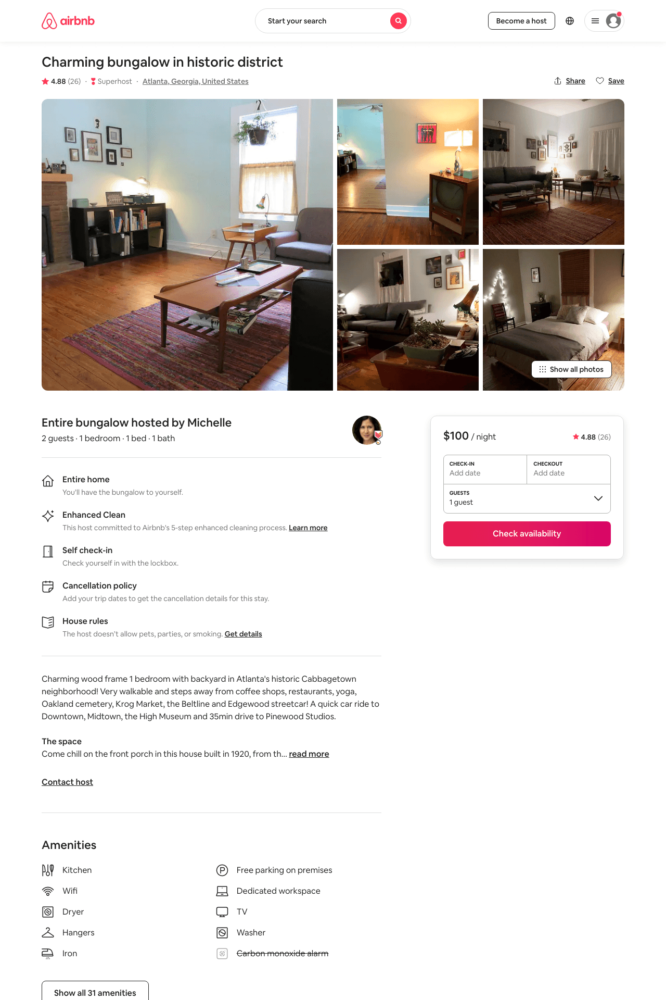 airbnb
Start your search
Become a host
Charming bungalow in historic district
4.88 (26) · Superhost · Atlanta, Georgia, United States
Share
Save
Show all photos
Entire bungalow hosted by Michelle
2 guests · 1 bedroom · 1 bed · 1 bath
Entire home
You'll have the bungalow to yourself.
Enhanced Clean
This host committed to Airbnb's 5-step enhanced cleaning process. Learn more
Self check-in
Check yourself in with the lockbox.
Cancellation policy
Add your trip dates to get the cancellation details for this stay.
House rules
The host doesn't allow pets, parties, or smoking. Get details
$100 / night
4.88 (26)
CHECK-IN
Add date
CHECKOUT
Add date
GUESTS
1 guest
Check availability
Charming wood frame 1 bedroom with backyard in Atlanta's historic Cabbagetown
neighborhood! Very walkable and steps away from coffee shops, restaurants, yoga,
Oakland cemetery, Krog Market, the Beltline and Edgewood streetcar! A quick car ride to
Downtown, Midtown, the High Museum and 35min drive to Pinewood Studios.
The space
Come chill on the front porch in this house built in 1920, from th... read more
Contact host
Amenities
Kitchen
Free parking on premises
Wifi
Dedicated workspace
Dryer
TV
Hangers
Washer
Iron
Carbon monoxide alarm
Show all 31 amenities